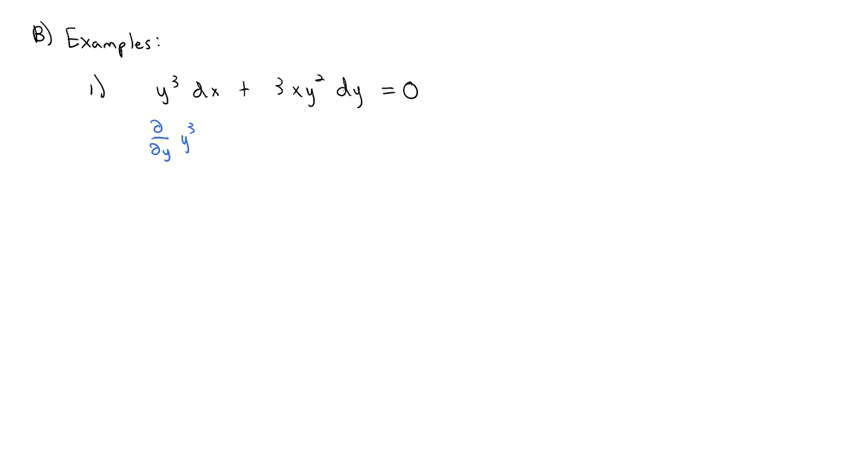 B) Examples:
1) y³ dx + 3xy² dy = 0
∂/∂y y³